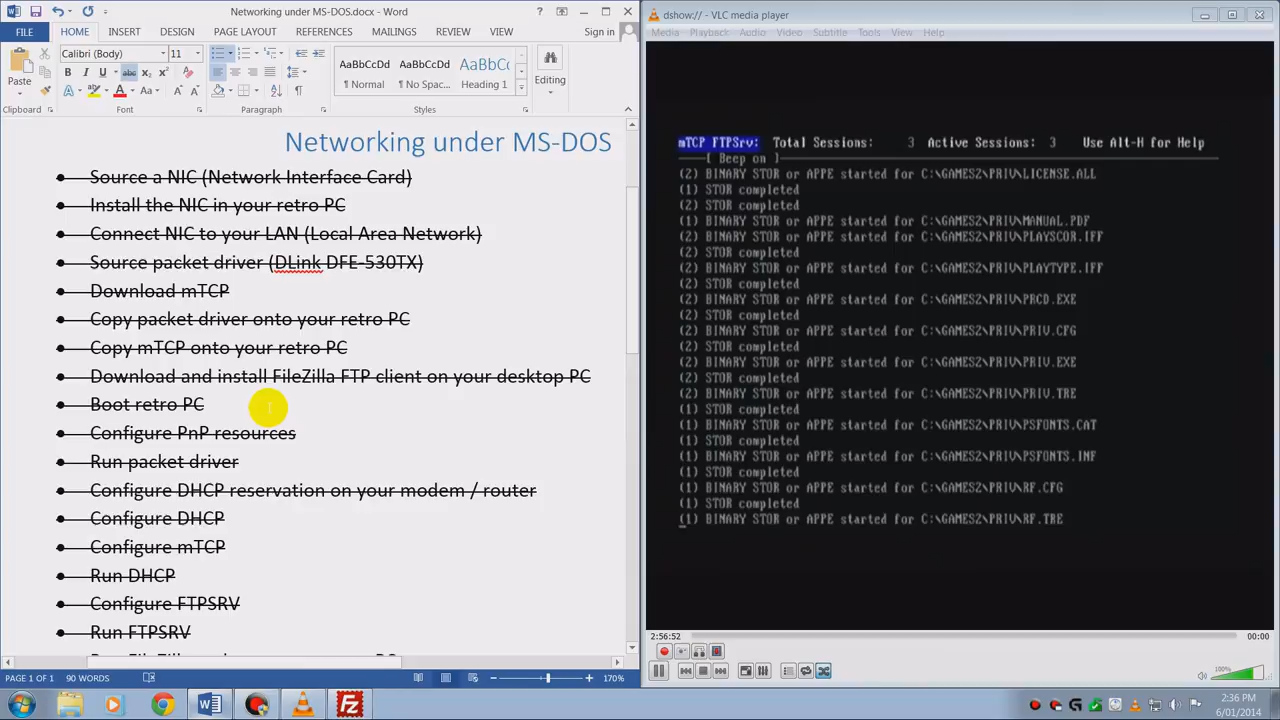 Networking under MS-DOS.docx - Word
FILE HOME INSERT DESIGN PAGE LAYOUT REFERENCES MAILINGS REVIEW VIEW Sign in
Paste
Calibri (Body) 11
B I U abc x₂ x²
Clipboard
Font
Paragraph
AaBbCcDd AaBbCcDd AaBbCc
¶ Normal ¶ No Spac... Heading 1
Styles
Editing
Networking under MS-DOS
• Source a NIC (Network Interface Card)
• Install the NIC in your retro PC
• Connect NIC to your LAN (Local Area Network)
• Source packet driver (DLink DFE-530TX)
• Download mTCP
• Copy packet driver onto your retro PC
• Copy mTCP onto your retro PC
• Download and install FileZilla FTP client on your desktop PC
• Boot retro PC
• Configure PnP resources
• Run packet driver
• Configure DHCP reservation on your modem / router
• Configure DHCP
• Configure mTCP
• Run DHCP
• Configure FTPSRV
• Run FTPSRV
PAGE 1 OF 1 90 WORDS 170%
dshow:// - VLC media player
Media Playback Audio Video Subtitle Tools View Help
mTCP FTPSrv: Total Sessions: 3 Active Sessions: 3 Use Alt-H for Help
[ Beep on ]
(2) BINARY STOR or APPE started for C:\GAMES2\PRIV\LICENSE.ALL
(1) STOR completed
(2) STOR completed
(1) BINARY STOR or APPE started for C:\GAMES2\PRIV\MANUAL.PDF
(2) BINARY STOR or APPE started for C:\GAMES2\PRIV\PLAYSCOR.IFF
(2) STOR completed
(2) BINARY STOR or APPE started for C:\GAMES2\PRIV\PLAYTYPE.IFF
(2) STOR completed
(2) BINARY STOR or APPE started for C:\GAMES2\PRIV\PRCD.EXE
(2) STOR completed
(2) BINARY STOR or APPE started for C:\GAMES2\PRIV\PRIV.CFG
(2) STOR completed
(2) BINARY STOR or APPE started for C:\GAMES2\PRIV\PRIV.EXE
(2) STOR completed
(2) BINARY STOR or APPE started for C:\GAMES2\PRIV\PRIV.TRE
(1) STOR completed
(1) BINARY STOR or APPE started for C:\GAMES2\PRIV\PSFONTS.CAT
(1) STOR completed
(1) BINARY STOR or APPE started for C:\GAMES2\PRIV\PSFONTS.INF
(1) STOR completed
(1) BINARY STOR or APPE started for C:\GAMES2\PRIV\RF.CFG
(1) STOR completed
(1) BINARY STOR or APPE started for C:\GAMES2\PRIV\RF.TRE
2:56:52 00:00
100%
2:36 PM
6/01/2014